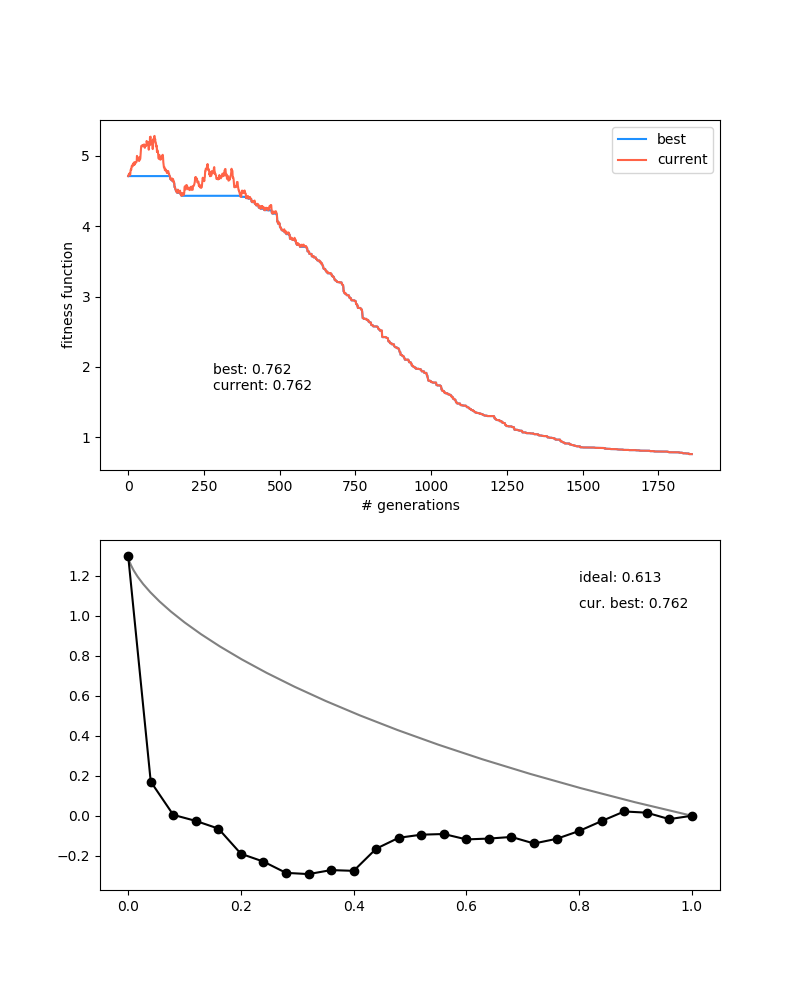 best
current
5
4
3
2
1
fitness function
best: 0.762
current: 0.762
0 250 500 750 1000 1250 1500 1750
# generations
ideal: 0.613
cur. best: 0.762
1.2
1.0
0.8
0.6
0.4
0.2
0.0
−0.2
0.0 0.2 0.4 0.6 0.8 1.0